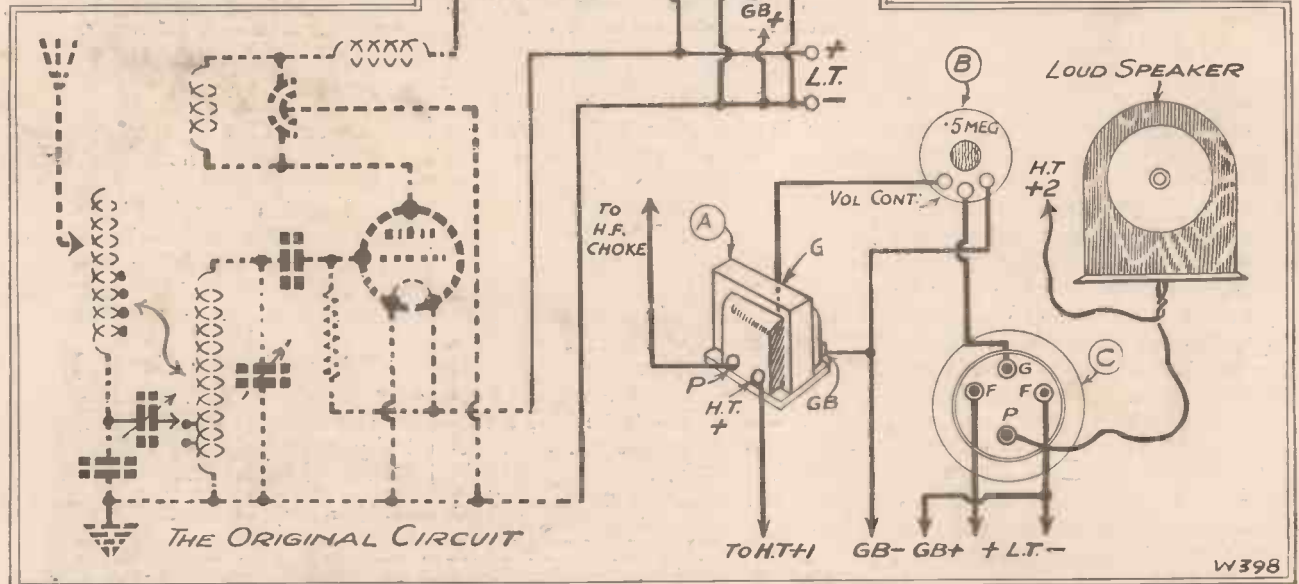 GB
+
+
L.T.
-
B
LOUD SPEAKER
.5 MEG
VOL CONT:
H.T
+2
TO
H.F.
CHOKE
A
G
P
H.T.
+
GB
C
G
F
F
P
THE ORIGINAL CIRCUIT
TO H.T+1
GB- GB+ + L.T. -
W398